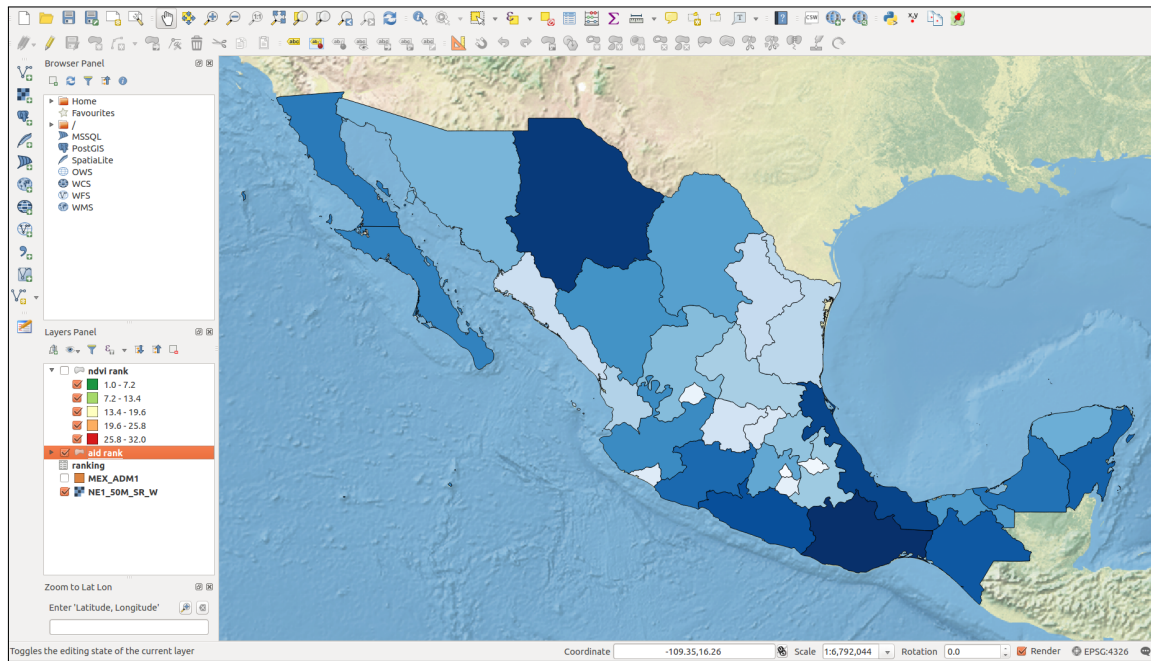 Browser Panel
Home
Favourites
/
MSSQL
PostGIS
SpatiaLite
OWS
WCS
WFS
WMS
Layers Panel
ndvi rank
1.0 - 7.2
7.2 - 13.4
13.4 - 19.6
19.6 - 25.8
25.8 - 32.0
aid rank
ranking
MEX_ADM1
NE1_50M_SR_W
Zoom to Lat Lon
Enter 'Latitude, Longitude'
Toggles the editing state of the current layer Coordinate -109.35,16.26 Scale 1:6,792,044 Rotation 0.0 Render EPSG:4326